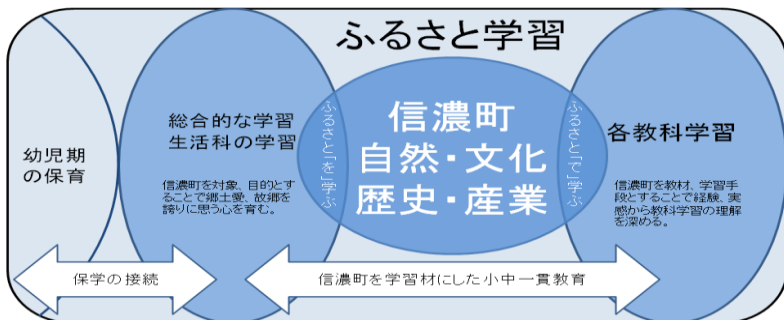 ふるさと学習
幼児期
の保育
総合的な学習
生活科の学習
信濃町を対象、目的とす
ることで郷土愛、故郷を
誇りに思う心を育む。
ふるさと「を」学ぶ
信濃町
自然・文化
歴史・産業
ふるさと「で」学ぶ
各教科学習
信濃町を教材、学習手
段とすることで経験、実
感から教科学習の理解
を深める。
保学の接続
信濃町を学習材にした小中一貫教育